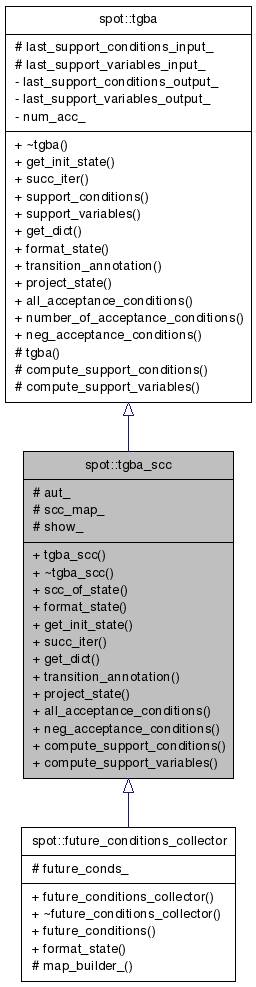 spot::tgba
# last_support_conditions_input_
# last_support_variables_input_
- last_support_conditions_output_
- last_support_variables_output_
- num_acc_
+ ~tgba()
+ get_init_state()
+ succ_iter()
+ support_conditions()
+ support_variables()
+ get_dict()
+ format_state()
+ transition_annotation()
+ project_state()
+ all_acceptance_conditions()
+ number_of_acceptance_conditions()
+ neg_acceptance_conditions()
# tgba()
# compute_support_conditions()
# compute_support_variables()
spot::tgba_scc
# aut_
# scc_map_
# show_
+ tgba_scc()
+ ~tgba_scc()
+ scc_of_state()
+ format_state()
+ get_init_state()
+ succ_iter()
+ get_dict()
+ transition_annotation()
+ project_state()
+ all_acceptance_conditions()
+ neg_acceptance_conditions()
+ compute_support_conditions()
+ compute_support_variables()
spot::future_conditions_collector
# future_conds_
+ future_conditions_collector()
+ ~future_conditions_collector()
+ future_conditions()
+ format_state()
# map_builder_()